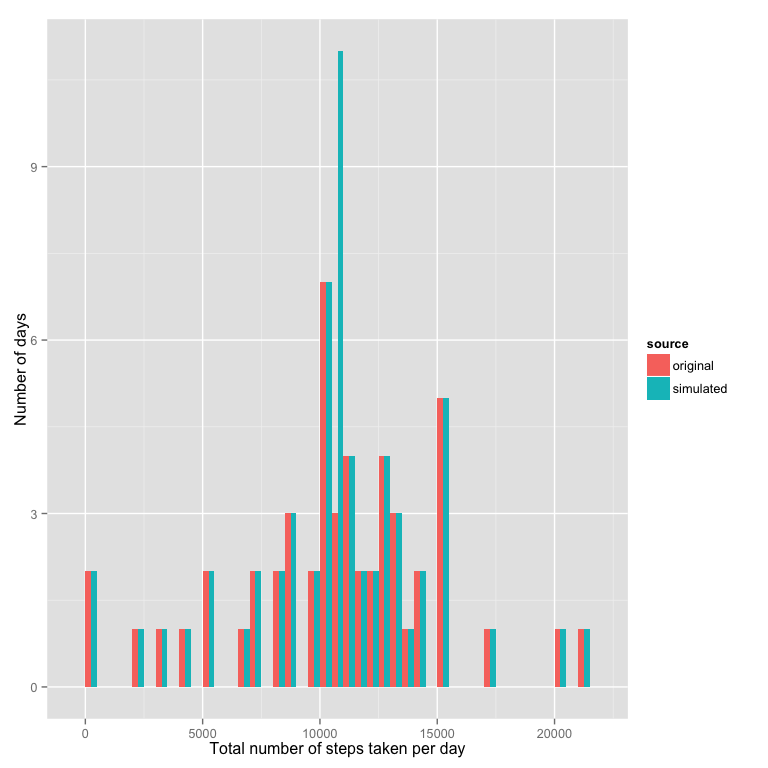 Number of days
9
6
3
0
0 5000 10000 15000 20000
Total number of steps taken per day
source
original
simulated